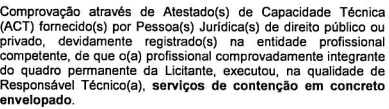 Comprovação através de Atestado(s) de Capacidade Técnica
(ACT) fornecido(s) por Pessoa(s) Jurídica(s) de direito público ou
privado, devidamente registrado(s) na entidade profissional
competente, de que o(a) profissional comprovadamente integrante
do quadro permanente da Licitante, executou, na qualidade de
Responsável Técnico(a), serviços de contenção em concreto
envelopado.